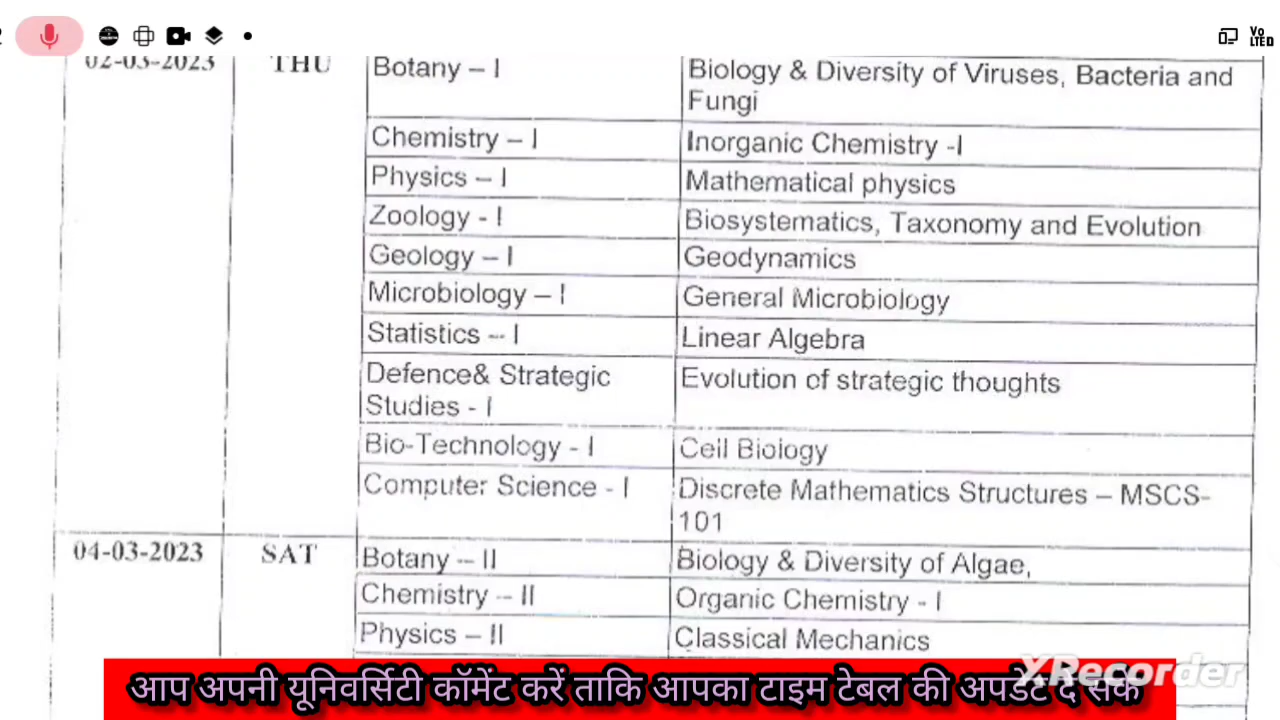 VoLTED
02-03-2023 THU Botany – I Biology & Diversity of Viruses, Bacteria and
Fungi
Chemistry – I Inorganic Chemistry -I
Physics – I Mathematical physics
Zoology - I Biosystematics, Taxonomy and Evolution
Geology – I Geodynamics
Microbiology – I General Microbiology
Statistics – I Linear Algebra
Defence& Strategic Evolution of strategic thoughts
Studies - I
Bio-Technology - I Cell Biology
Computer Science - I Discrete Mathematics Structures – MSCS-
101
04-03-2023 SAT Botany – II Biology & Diversity of Algae,
Chemistry – II Organic Chemistry - I
Physics – II Classical Mechanics
XRecorder
आप अपनी यूनिवर्सिटी कॉमेंट करें ताकि आपका टाइम टेबल की अपडेट दे सके